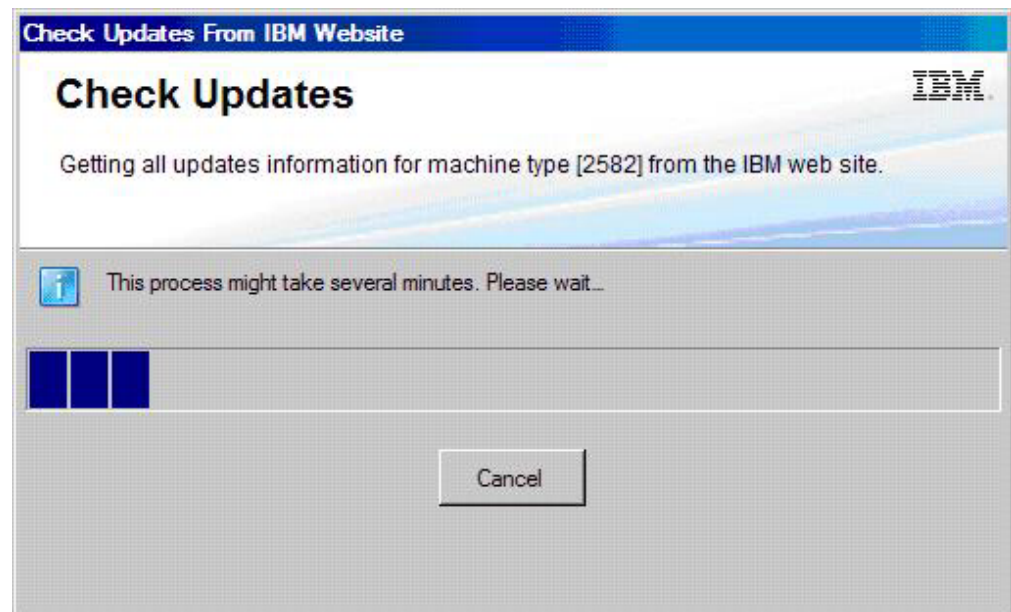 Check Updates From IBM Website
Check Updates
IBM.
Getting all updates information for machine type [2582] from the IBM web site.
i
This process might take several minutes. Please wait...
Cancel